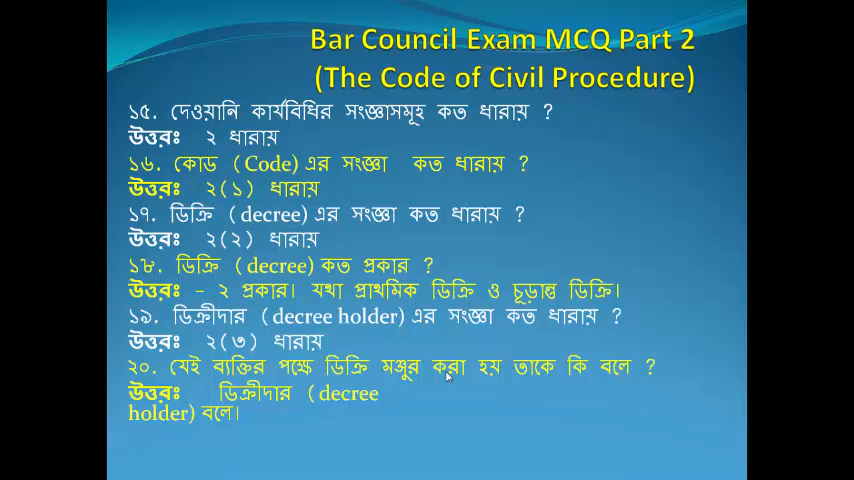 Bar Council Exam MCQ Part 2
(The Code of Civil Procedure)
১৫. দেওয়ানি কার্যবিধির সংজ্ঞাসমূহ কত ধারায় ?
উত্তরঃ ২ ধারায়
১৬. কোড (Code) এর সংজ্ঞা কত ধারায় ?
উত্তরঃ ২(১) ধারায়
১৭. ডিক্রি (decree) এর সংজ্ঞা কত ধারায় ?
উত্তরঃ ২(২) ধারায়
১৮. ডিক্রি (decree) কত প্রকার ?
উত্তরঃ - ২ প্রকার। যথা প্রাথমিক ডিক্রি ও চূড়ান্ত ডিক্রি।
১৯. ডিক্রীদার (decree holder) এর সংজ্ঞা কত ধারায় ?
উত্তরঃ ২(৩) ধারায়
২০. যেই ব্যক্তির পক্ষে ডিক্রি মঞ্জুর করা হয় তাকে কি বলে ?
উত্তরঃ ডিক্রীদার (decree
holder) বলে।